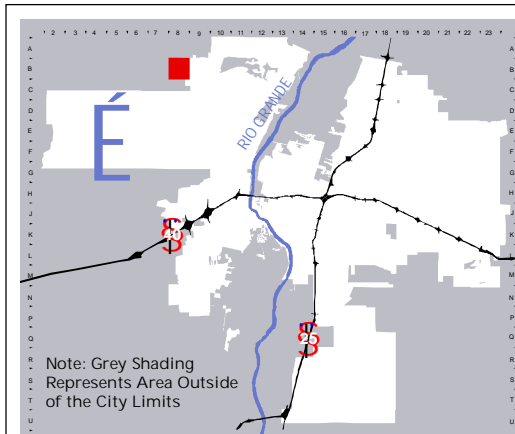 2 3 4 5 6 7 8 9 10 11 12 13 14 15 16 17 18 19 20 21 22 23
A A
B B
C C
D D
E E
F F
G G
H H
J J
K K
L L
M M
N N
P P
Q Q
R R
S S
T T
U U
É
RIO GRANDE
40
25
Note: Grey Shading
Represents Area Outside
of the City Limits